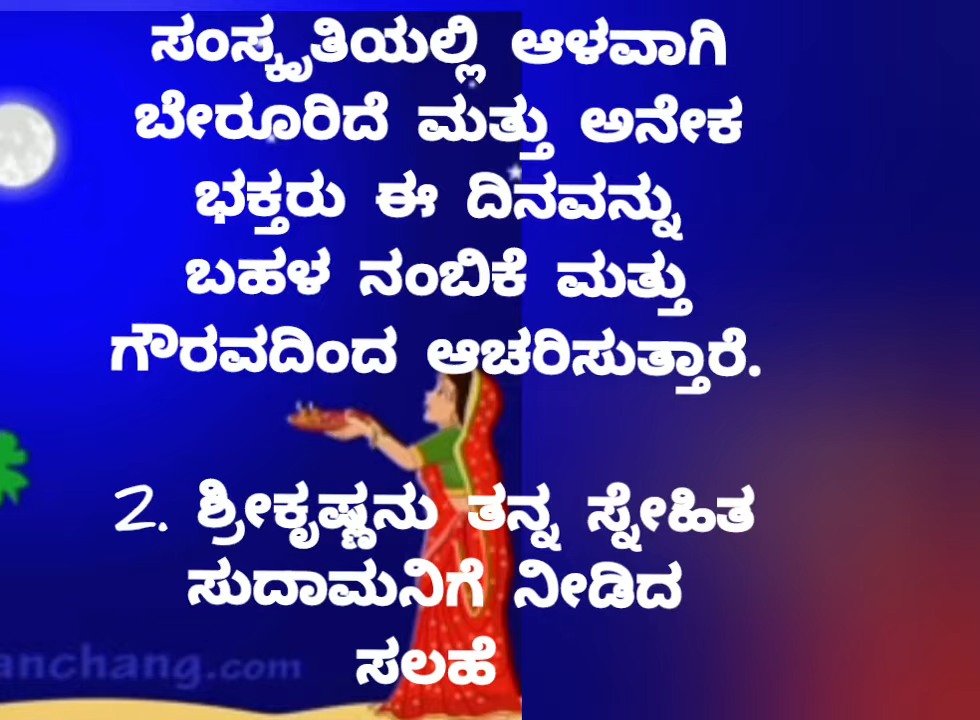 ಸಂಸ್ಕೃತಿಯಲ್ಲಿ ಆಳವಾಗಿ
ಬೇರೂರಿದೆ ಮತ್ತು ಅನೇಕ
ಭಕ್ತರು ಈ ದಿನವನ್ನು
ಬಹಳ ನಂಬಿಕೆ ಮತ್ತು
ಗೌರವದಿಂದ ಆಚರಿಸುತ್ತಾರೆ.
2. ಶ್ರೀಕೃಷ್ಣನು ತನ್ನ ಸ್ನೇಹಿತ
ಸುದಾಮನಿಗೆ ನೀಡಿದ
ಸಲಹೆ
anchang.com